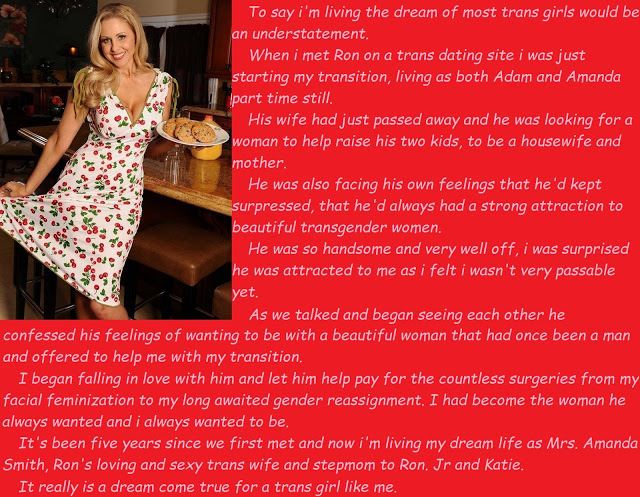 To say i'm living the dream of most trans girls would be
an understatement.
When i met Ron on a trans dating site i was just
starting my transition, living as both Adam and Amanda
part time still.
His wife had just passed away and he was looking for a
woman to help raise his two kids, to be a housewife and
mother.
He was also facing his own feelings that he'd kept
surpressed, that he'd always had a strong attraction to
beautiful transgender women.
He was so handsome and very well off, i was surprised
he was attracted to me as i felt i wasn't very passable
yet.
As we talked and began seeing each other he
confessed his feelings of wanting to be with a beautiful woman that had once been a man
and offered to help me with my transition.
I began falling in love with him and let him help pay for the countless surgeries from my
facial feminization to my long awaited gender reassignment. I had become the woman he
always wanted and i always wanted to be.
It's been five years since we first met and now i'm living my dream life as Mrs. Amanda
Smith, Ron's loving and sexy trans wife and stepmom to Ron. Jr and Katie.
It really is a dream come true for a trans girl like me.